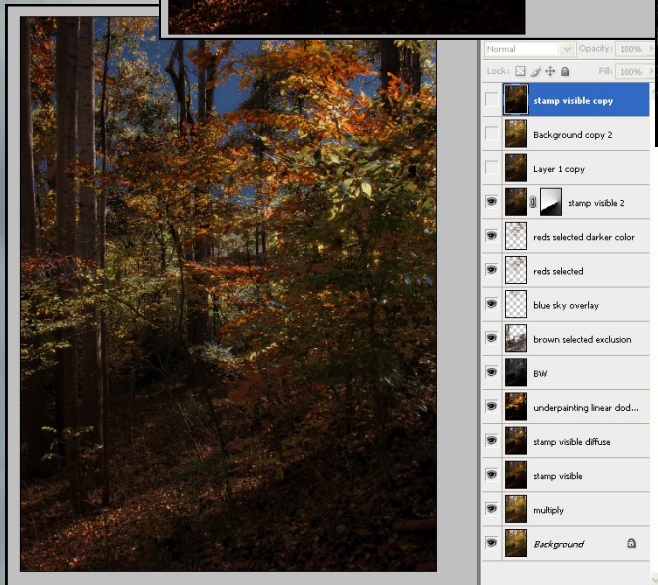 Normal Opacity: 100%
Lock: Fill: 100%
stamp visible copy
Background copy 2
Layer 1 copy
stamp visible 2
reds selected darker color
reds selected
blue sky overlay
brown selected exclusion
BW
underpainting linear dod...
stamp visible diffuse
stamp visible
multiply
Background